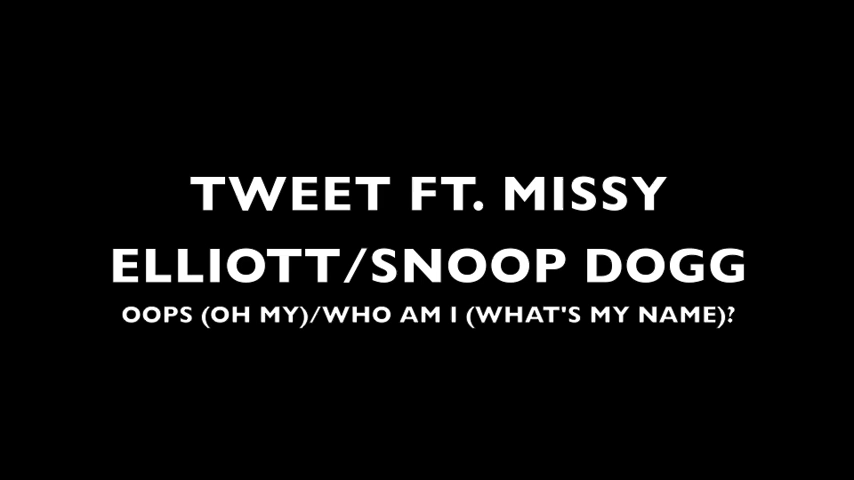 TWEET FT. MISSY
ELLIOTT/SNOOP DOGG
OOPS (OH MY)/WHO AM I (WHAT'S MY NAME)?